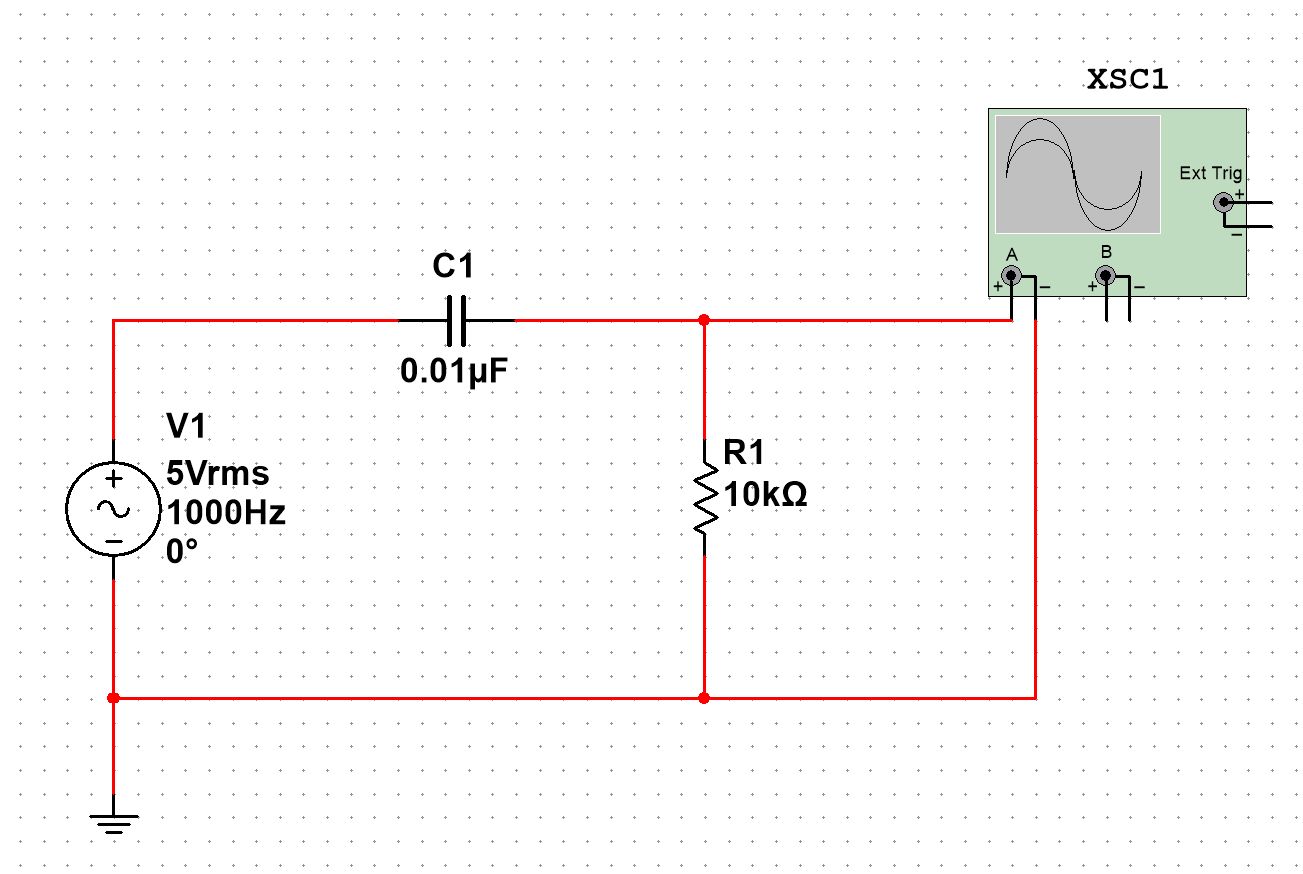 XSC1
Ext Trig
+
−
A
B
+ −
+ −
C1
0.01µF
V1
5Vrms
1000Hz
0°
+
−
R1
10kΩ